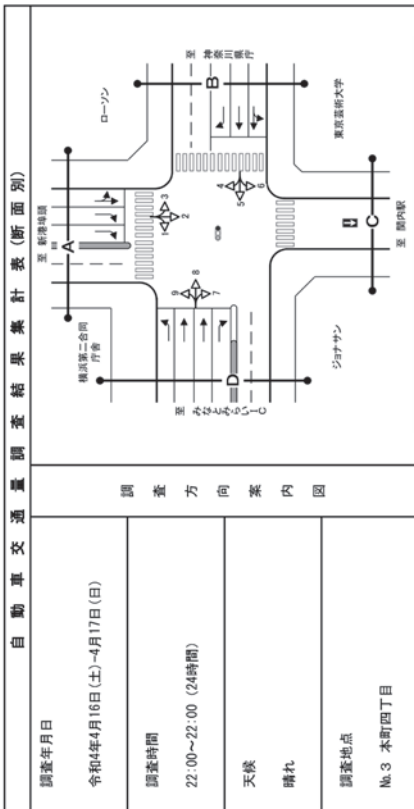 自動車交通量調査結果集計表(断面別)
調査年月日
令和4年4月16日(土)-4月17日(日)
調査時間
22:00~22:00 (24時間)
天候
晴れ
調査地点
№3 本町四丁目
調査方向案内図
至 新港埠頭
A
ローソン
横浜第二合同
庁舎
至 神奈川県庁
B
至 みなとみらいIC
D
東京芸術大学
ジョナサン
C
至 関内駅
1
2
3
4
5
6
7
8
9